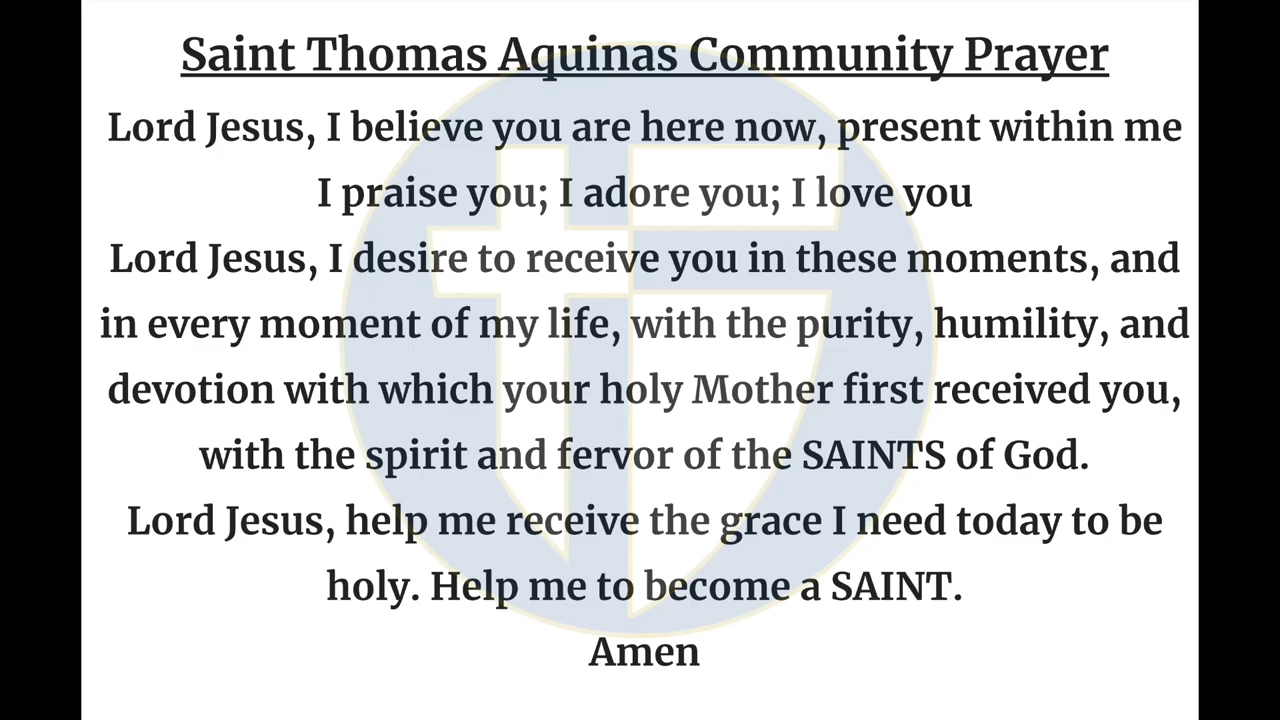 Saint Thomas Aquinas Community Prayer
Lord Jesus, I believe you are here now, present within me
I praise you; I adore you; I love you
Lord Jesus, I desire to receive you in these moments, and
in every moment of my life, with the purity, humility, and
devotion with which your holy Mother first received you,
with the spirit and fervor of the SAINTS of God.
Lord Jesus, help me receive the grace I need today to be
holy. Help me to become a SAINT.
Amen